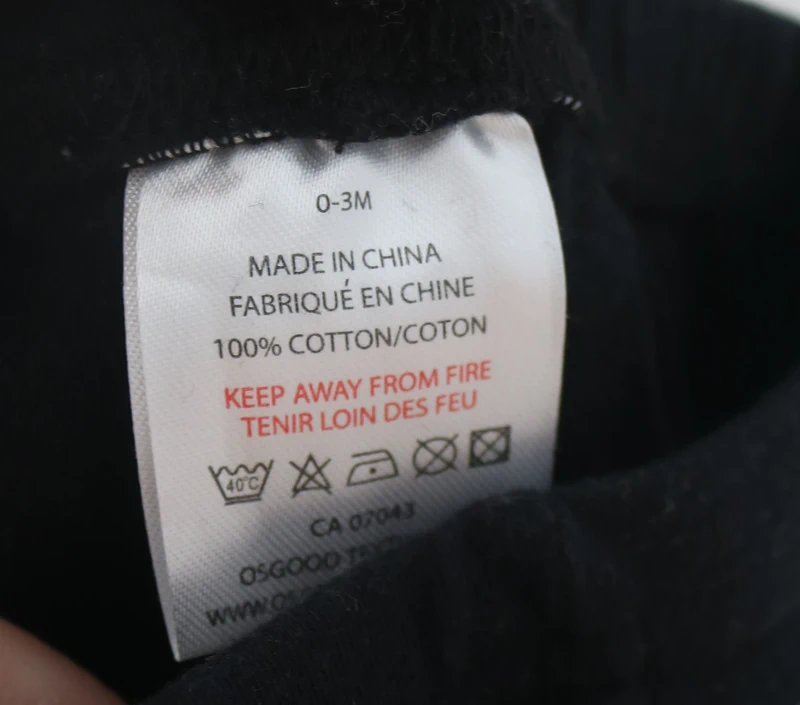 0-3M
MADE IN CHINA
FABRIQUÉ EN CHINE
100% COTTON/COTON
KEEP AWAY FROM FIRE
TENIR LOIN DES FEU
40°C
CA 07043
OSGOOD